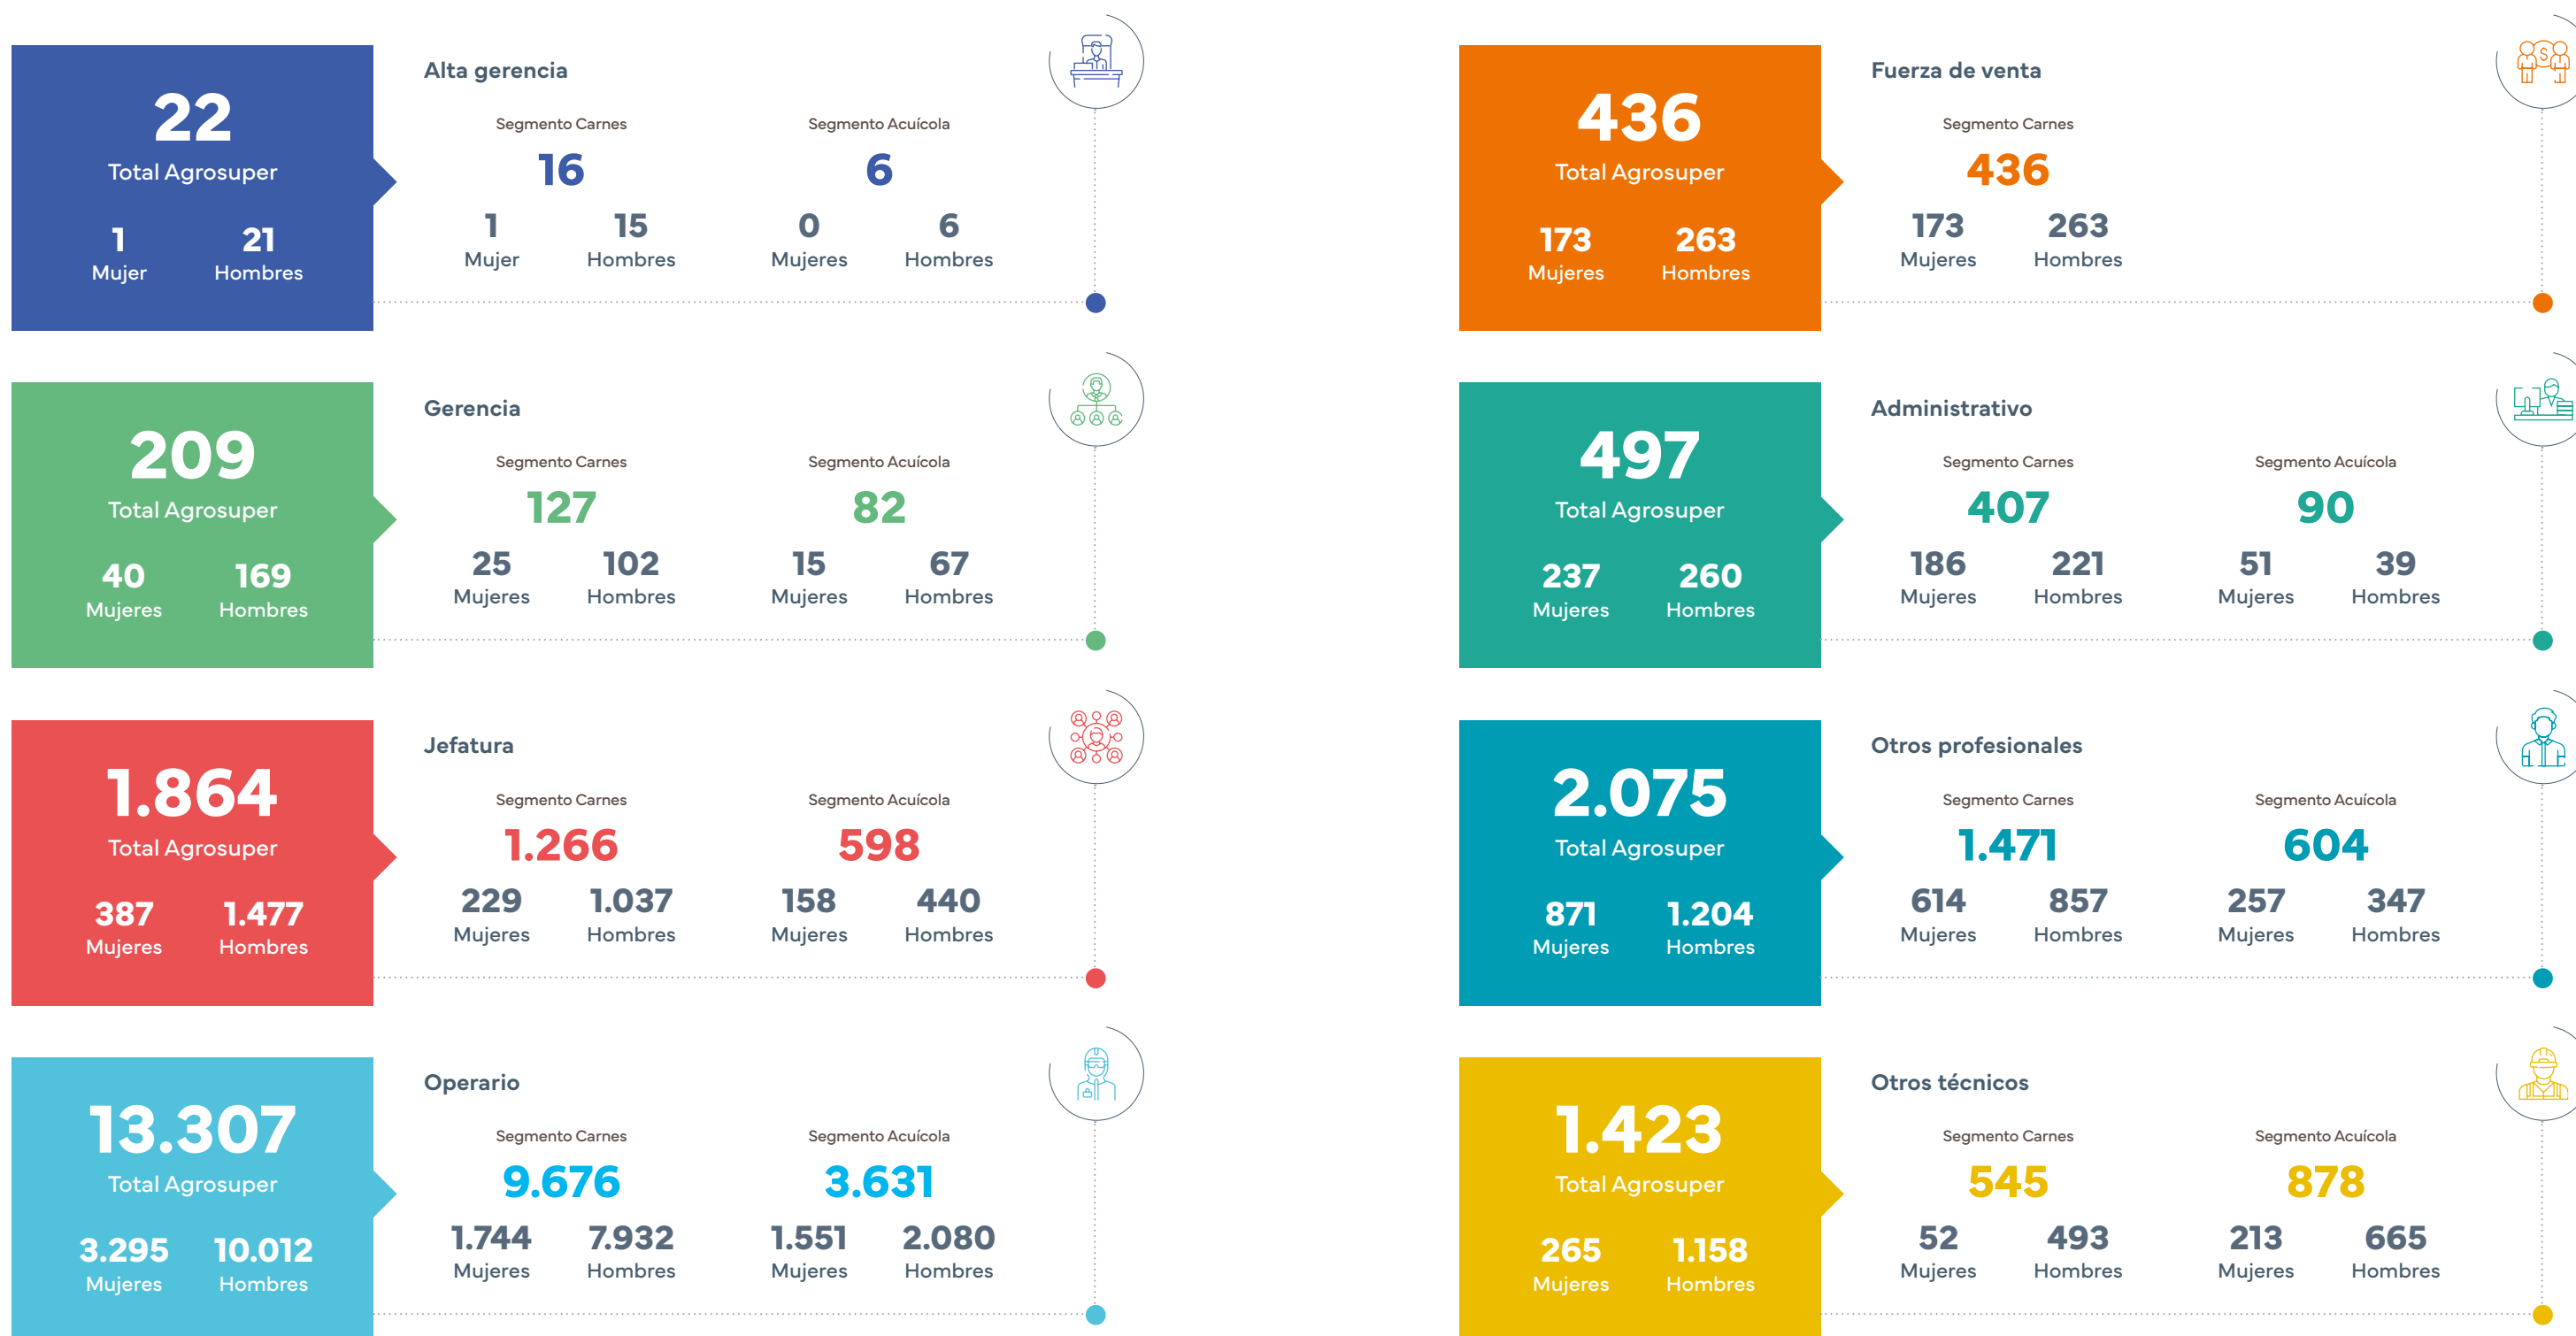 22
Total Agrosuper
1 21
Mujer Hombres
Alta gerencia
Segmento Carnes Segmento Acuícola
16 6
1 15 0 6
Mujer Hombres Mujeres Hombres
209
Total Agrosuper
40 169
Mujeres Hombres
Gerencia
Segmento Carnes Segmento Acuícola
127 82
25 102 15 67
Mujeres Hombres Mujeres Hombres
1.864
Total Agrosuper
387 1.477
Mujeres Hombres
Jefatura
Segmento Carnes Segmento Acuícola
1.266 598
229 1.037 158 440
Mujeres Hombres Mujeres Hombres
13.307
Total Agrosuper
3.295 10.012
Mujeres Hombres
Operario
Segmento Carnes Segmento Acuícola
9.676 3.631
1.744 7.932 1.551 2.080
Mujeres Hombres Mujeres Hombres
436
Total Agrosuper
173 263
Mujeres Hombres
Fuerza de venta
Segmento Carnes
436
173 263
Mujeres Hombres
497
Total Agrosuper
237 260
Mujeres Hombres
Administrativo
Segmento Carnes Segmento Acuícola
407 90
186 221 51 39
Mujeres Hombres Mujeres Hombres
2.075
Total Agrosuper
871 1.204
Mujeres Hombres
Otros profesionales
Segmento Carnes Segmento Acuícola
1.471 604
614 857 257 347
Mujeres Hombres Mujeres Hombres
1.423
Total Agrosuper
265 1.158
Mujeres Hombres
Otros técnicos
Segmento Carnes Segmento Acuícola
545 878
52 493 213 665
Mujeres Hombres Mujeres Hombres